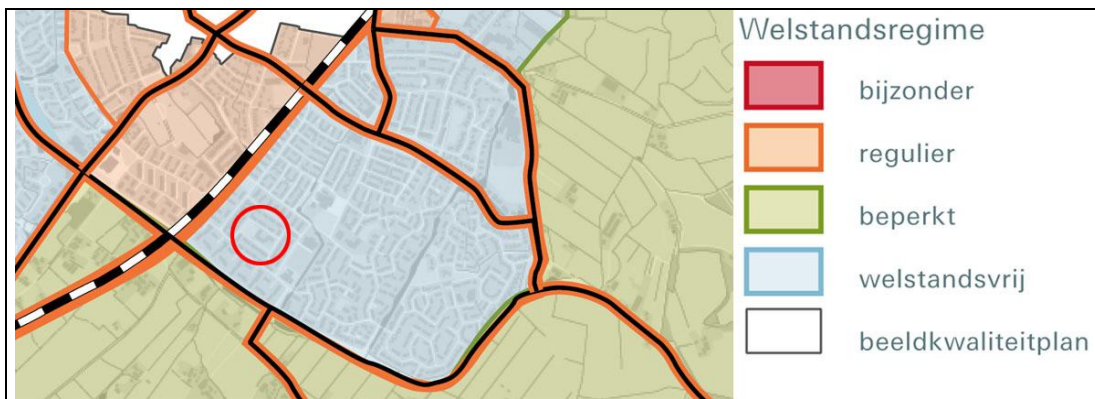 Welstandsregime
bijzonder
regulier
beperkt
welstandsvrij
beeldkwaliteitplan